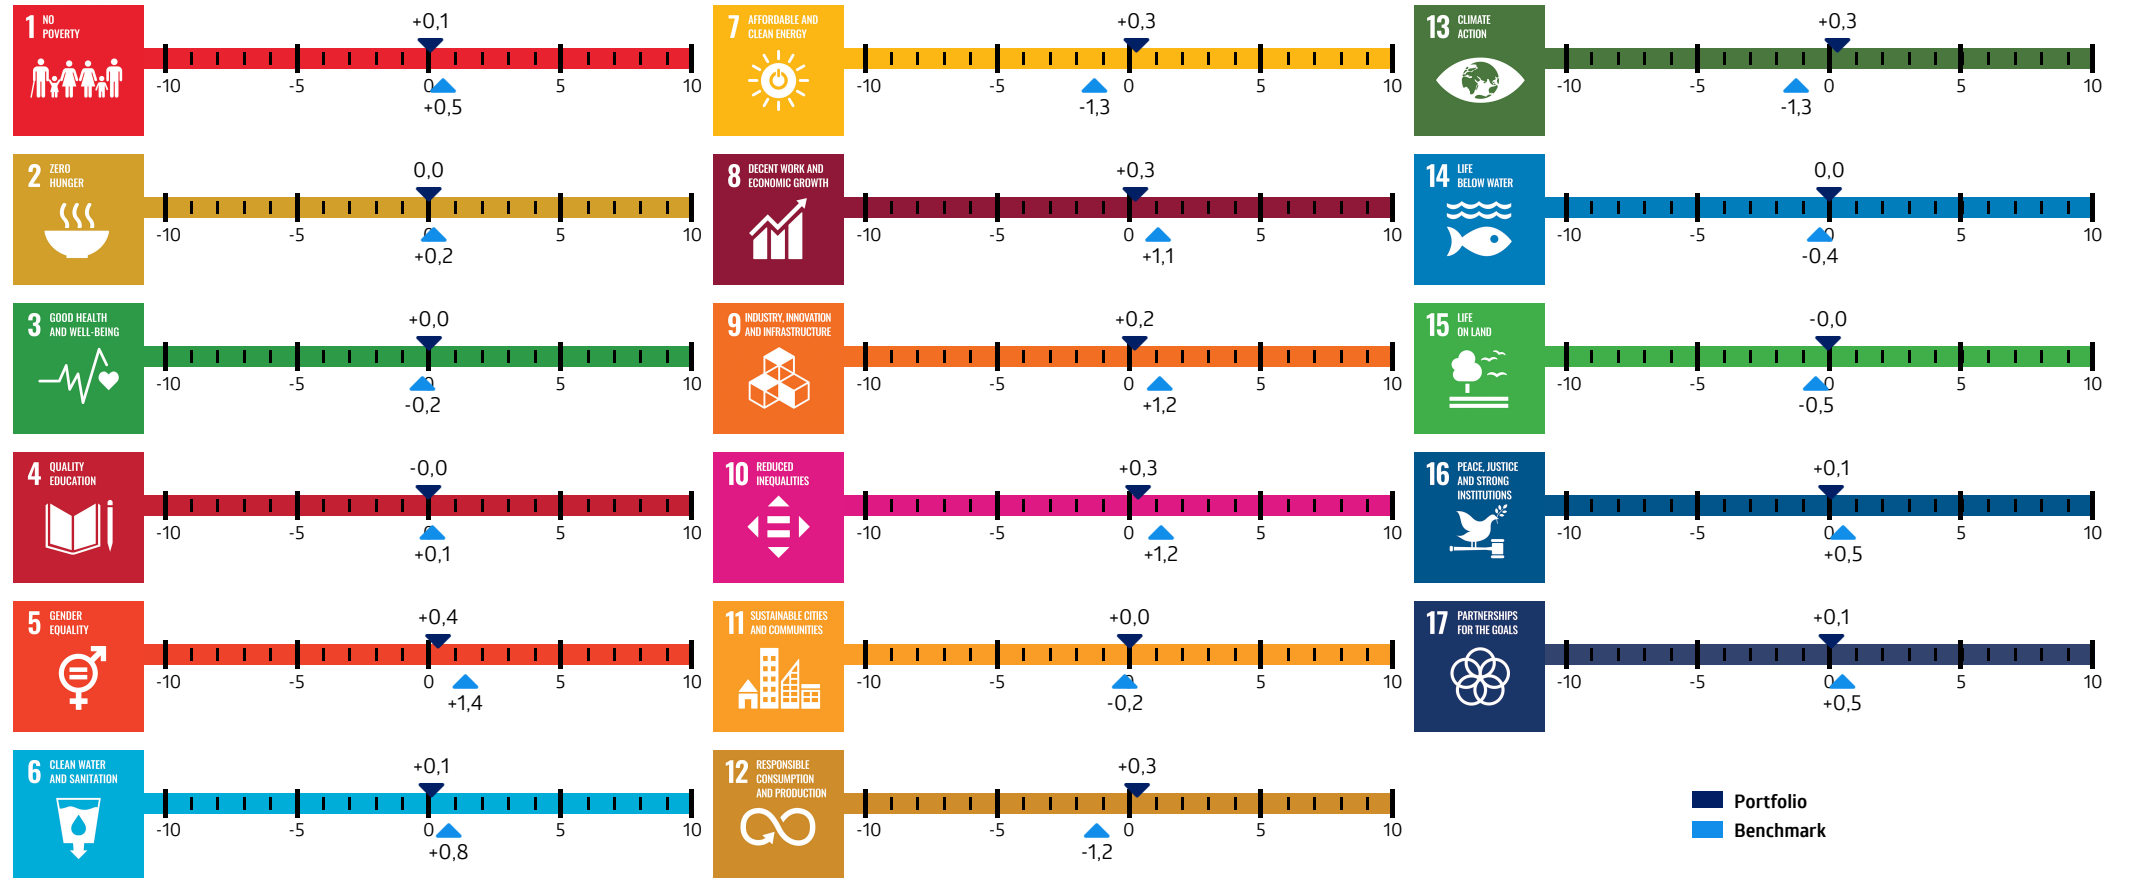 1 NO
POVERTY
+0,1
-10 -5 0 5 10
+0,5
2 ZERO
HUNGER
0,0
-10 -5 0 5 10
+0,2
3 GOOD HEALTH
AND WELL-BEING
+0,0
-10 -5 0 5 10
-0,2
4 QUALITY
EDUCATION
-0,0
-10 -5 0 5 10
+0,1
5 GENDER
EQUALITY
+0,4
-10 -5 0 5 10
+1,4
6 CLEAN WATER
AND SANITATION
+0,1
-10 -5 0 5 10
+0,8
7 AFFORDABLE AND
CLEAN ENERGY
+0,3
-10 -5 0 5 10
-1,3
8 DECENT WORK AND
ECONOMIC GROWTH
+0,3
-10 -5 0 5 10
+1,1
9 INDUSTRY, INNOVATION
AND INFRASTRUCTURE
+0,2
-10 -5 0 5 10
+1,2
10 REDUCED
INEQUALITIES
+0,3
-10 -5 0 5 10
+1,2
11 SUSTAINABLE CITIES
AND COMMUNITIES
+0,0
-10 -5 0 5 10
-0,2
12 RESPONSIBLE
CONSUMPTION
AND PRODUCTION
+0,3
-10 -5 0 5 10
-1,2
13 CLIMATE
ACTION
+0,3
-10 -5 0 5 10
-1,3
14 LIFE
BELOW WATER
0,0
-10 -5 0 5 10
-0,4
15 LIFE
ON LAND
-0,0
-10 -5 0 5 10
-0,5
16 PEACE, JUSTICE
AND STRONG
INSTITUTIONS
+0,1
-10 -5 0 5 10
+0,5
17 PARTNERSHIPS
FOR THE GOALS
+0,1
-10 -5 0 5 10
+0,5
Portfolio
Benchmark